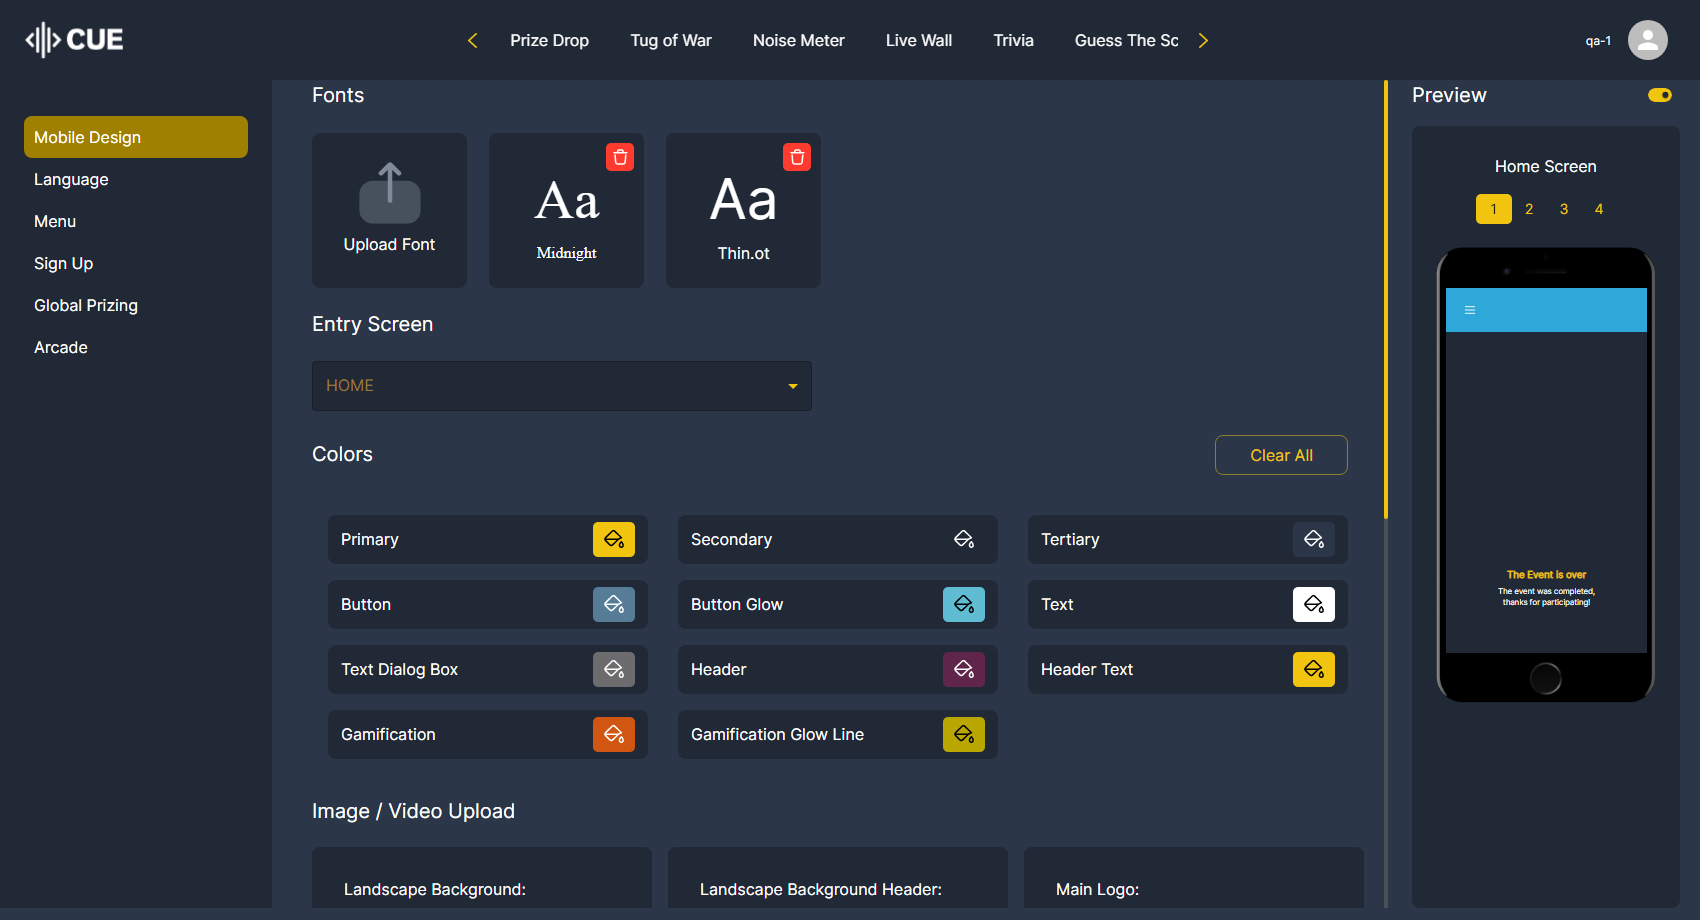 CUE
Prize Drop Tug of War Noise Meter Live Wall Trivia Guess The Sc
qa-1
Mobile Design
Language
Menu
Sign Up
Global Prizing
Arcade
Fonts
Upload Font
Aa
Midnight
Aa
Thin.ot
Entry Screen
HOME
Colors
Clear All
Primary
Secondary
Tertiary
Button
Button Glow
Text
Text Dialog Box
Header
Header Text
Gamification
Gamification Glow Line
Image / Video Upload
Landscape Background:
Landscape Background Header:
Main Logo:
Preview
Home Screen
1 2 3 4
The Event is over
The event was completed,
thanks for participating!